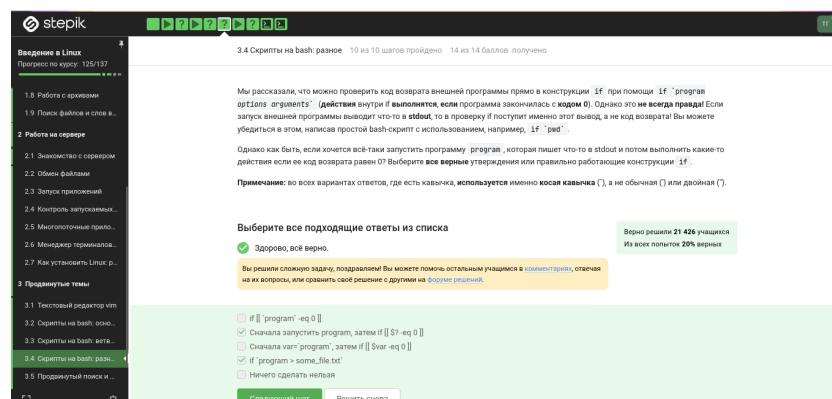 stepik
ТГ
Введение в Linux
Прогресс по курсу: 125/137
3.4 Скрипты на bash: разное 10 из 10 шагов пройдено 14 из 14 баллов получено
1.8 Работа с архивами
1.9 Поиск файлов и слов в...
2 Работа на сервере
2.1 Знакомство с сервером
2.2 Обмен файлами
2.3 Запуск приложений
2.4 Контроль запускаемых...
2.5 Многопоточные прило...
2.6 Менеджер терминалов...
2.7 Как установить Linux: р...
3 Продвинутые темы
3.1 Текстовый редактор vim
3.2 Скрипты на bash: осно...
3.3 Скрипты на bash: ветв...
3.4 Скрипты на bash: разн...
3.5 Продвинутый поиск и ...
Мы рассказали, что можно проверить код возврата внешней программы прямо в конструкции if при помощи if `program
options arguments` (действия внутри if выполнятся, если программа закончилась с кодом 0). Однако это не всегда правда! Если
запуск внешней программы выводит что-то в stdout, то в проверку if поступит именно этот вывод, а не код возврата! Вы можете
убедиться в этом, написав простой bash-скрипт с использованием, например, if `pwd` .
Однако как быть, если хочется всё-таки запустить программу program , которая пишет что-то в stdout и потом выполнить какие-то
действия если ее код возврата равен 0? Выберите все верные утверждения или правильно работающие конструкции if .
Примечание: во всех вариантах ответов, где есть кавычка, используется именно косая кавычка (`), а не обычная (') или двойная (").
Выберите все подходящие ответы из списка
Здорово, всё верно.
Верно решили 21 426 учащихся
Из всех попыток 20% верных
Вы решили сложную задачу, поздравляем! Вы можете помочь остальным учащимся в комментариях, отвечая
на их вопросы, или сравнить своё решение с другими на форуме решений.
if [[ `program` -eq 0 ]]
Сначала запустить program, затем if [[ $? -eq 0 ]]
Сначала var=`program`, затем if [[ $var -eq 0 ]]
if `program > some_file.txt`
Ничего сделать нельзя
Следующий шаг
Решить снова